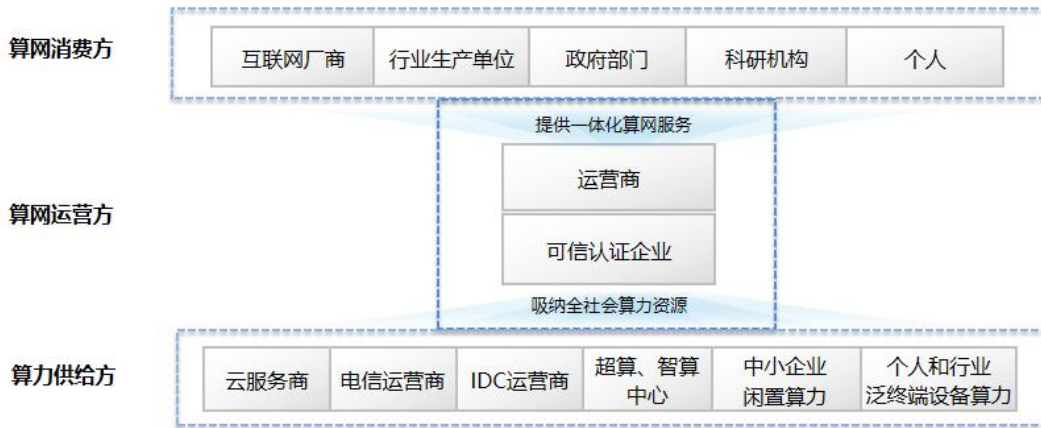 算网消费方
互联网厂商 行业生产单位 政府部门 科研机构 个人
提供一体化算网服务
运营商
算网运营方
可信认证企业
吸纳全社会算力资源
算力供给方
云服务商 电信运营商 IDC运营商
超算、智算
中心
中小企业
闲置算力
个人和行业
泛终端设备算力